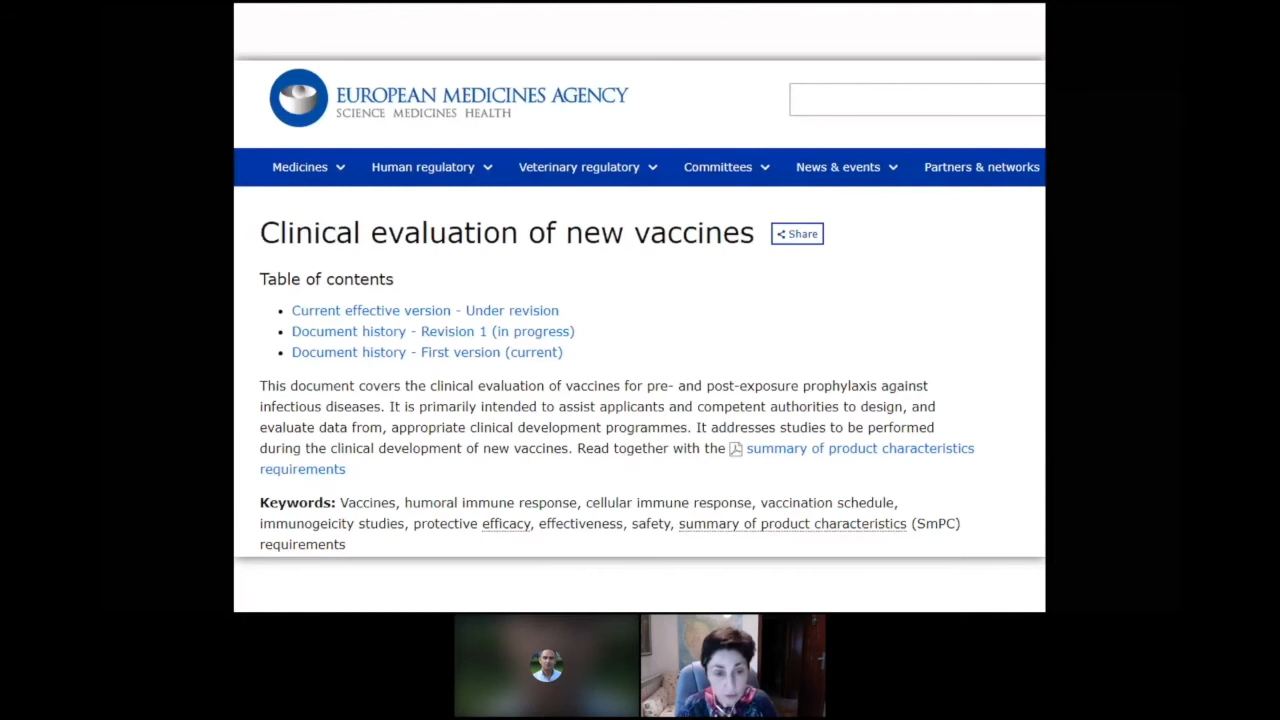 EUROPEAN MEDICINES AGENCY
SCIENCE MEDICINES HEALTH
Medicines Human regulatory Veterinary regulatory Committees News & events Partners & networks
Clinical evaluation of new vaccines Share
Table of contents
Current effective version - Under revision
Document history - Revision 1 (in progress)
Document history - First version (current)
This document covers the clinical evaluation of vaccines for pre- and post-exposure prophylaxis against
infectious diseases. It is primarily intended to assist applicants and competent authorities to design, and
evaluate data from, appropriate clinical development programmes. It addresses studies to be performed
during the clinical development of new vaccines. Read together with the summary of product characteristics
requirements
Keywords: Vaccines, humoral immune response, cellular immune response, vaccination schedule,
immunogeicity studies, protective efficacy, effectiveness, safety, summary of product characteristics (SmPC)
requirements